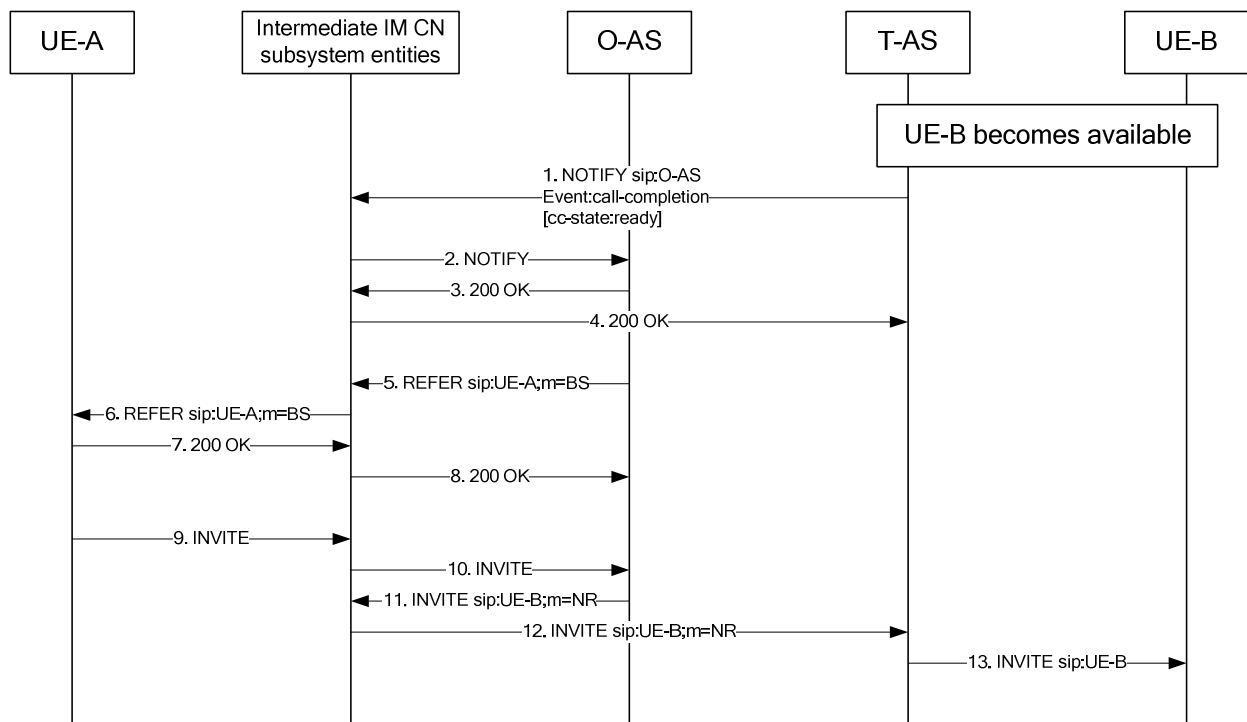 UE-A
Intermediate IM CN
subsystem entities
O-AS
T-AS
UE-B
UE-B becomes available
1. NOTIFY sip:O-AS
Event:call-completion
[cc-state:ready]
2. NOTIFY
3. 200 OK
4. 200 OK
5. REFER sip:UE-A;m=BS
6. REFER sip:UE-A;m=BS
7. 200 OK
8. 200 OK
9. INVITE
10. INVITE
11. INVITE sip:UE-B;m=NR
12. INVITE sip:UE-B;m=NR
13. INVITE sip:UE-B